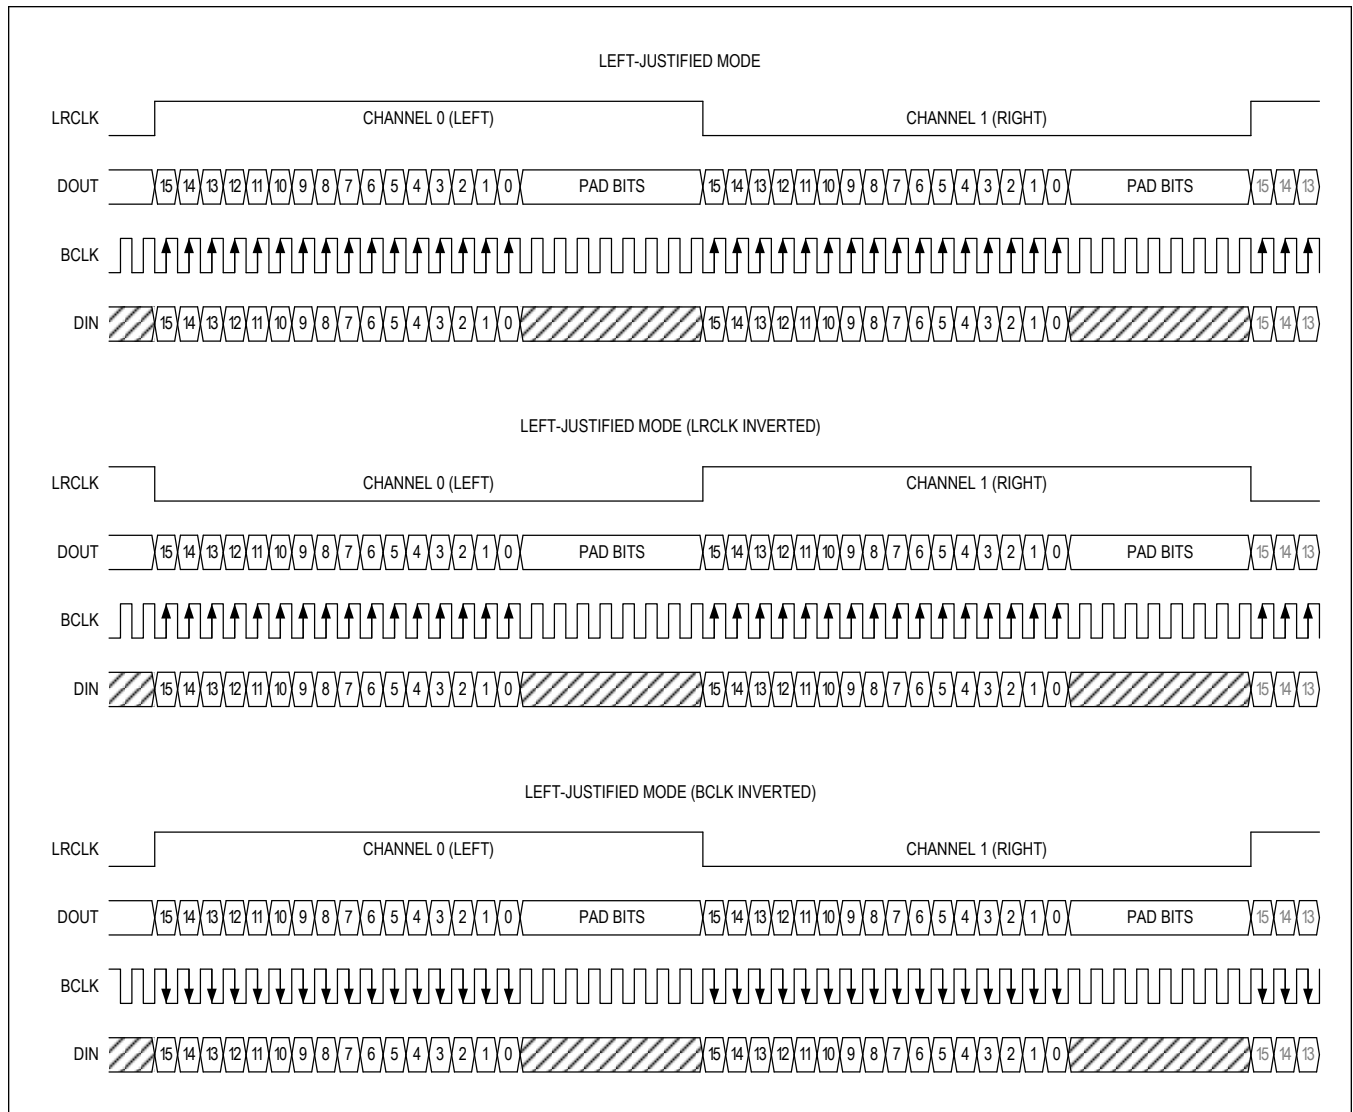 LEFT-JUSTIFIED MODE
LRCLK CHANNEL 0 (LEFT) CHANNEL 1 (RIGHT)
DOUT 15 14 13 12 11 10 9 8 7 6 5 4 3 2 1 0 PAD BITS 15 14 13 12 11 10 9 8 7 6 5 4 3 2 1 0 PAD BITS 15 14 13
BCLK
DIN 15 14 13 12 11 10 9 8 7 6 5 4 3 2 1 0 15 14 13 12 11 10 9 8 7 6 5 4 3 2 1 0 15 14 13
LEFT-JUSTIFIED MODE (LRCLK INVERTED)
LRCLK CHANNEL 0 (LEFT) CHANNEL 1 (RIGHT)
DOUT 15 14 13 12 11 10 9 8 7 6 5 4 3 2 1 0 PAD BITS 15 14 13 12 11 10 9 8 7 6 5 4 3 2 1 0 PAD BITS 15 14 13
BCLK
DIN 15 14 13 12 11 10 9 8 7 6 5 4 3 2 1 0 15 14 13 12 11 10 9 8 7 6 5 4 3 2 1 0 15 14 13
LEFT-JUSTIFIED MODE (BCLK INVERTED)
LRCLK CHANNEL 0 (LEFT) CHANNEL 1 (RIGHT)
DOUT 15 14 13 12 11 10 9 8 7 6 5 4 3 2 1 0 PAD BITS 15 14 13 12 11 10 9 8 7 6 5 4 3 2 1 0 PAD BITS 15 14 13
BCLK
DIN 15 14 13 12 11 10 9 8 7 6 5 4 3 2 1 0 15 14 13 12 11 10 9 8 7 6 5 4 3 2 1 0 15 14 13